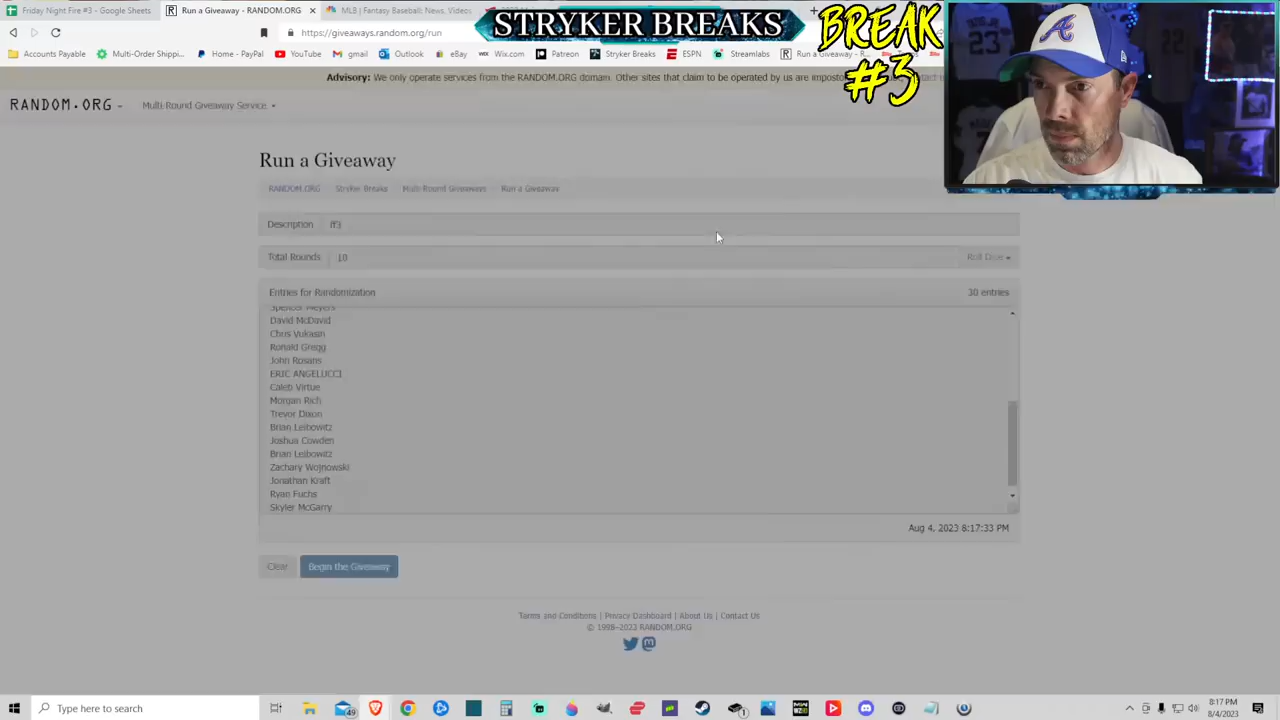 Friday Night Fire #3 - Google Sheets
Run a Giveaway - RANDOM.ORG
MLB | Fantasy Baseball: News, Videos
STRYKER BREAKS
BREAK
#3
https://giveaways.random.org/run
Accounts Payable
Multi-Order Shippi...
Home - PayPal
YouTube
gmail
Outlook
eBay
Wix.com
Patreon
Stryker Breaks
ESPN
Streamlabs
Run a Giveaway - R...
Advisory: We only operate services from the RANDOM.ORG domain. Other sites that claim to be operated by us are impostors
RANDOM.ORG
Multi-Round Giveaway Service
Run a Giveaway
RANDOM.ORG
Stryker Breaks
Multi-Round Giveaways
Run a Giveaway
Description
ff3
Total Rounds
10
Roll Dice
Entries for Randomization
30 entries
Spencer Meyers
David McDavid
Chris Vukasin
Ronald Gregg
John Rosans
ERIC ANGELUCCI
Caleb Virtue
Morgan Rich
Trevor Dixon
Brian Leibowitz
Joshua Cowden
Brian Leibowitz
Zachary Wojnowski
Jonathan Kraft
Ryan Fuchs
Skyler McGarry
Aug 4, 2023 8:17:33 PM
Clear
Begin the Giveaway
Terms and Conditions | Privacy Dashboard | About Us | Contact Us
© 1998–2023 RANDOM.ORG
Type here to search
49
1
8:17 PM
8/4/2023